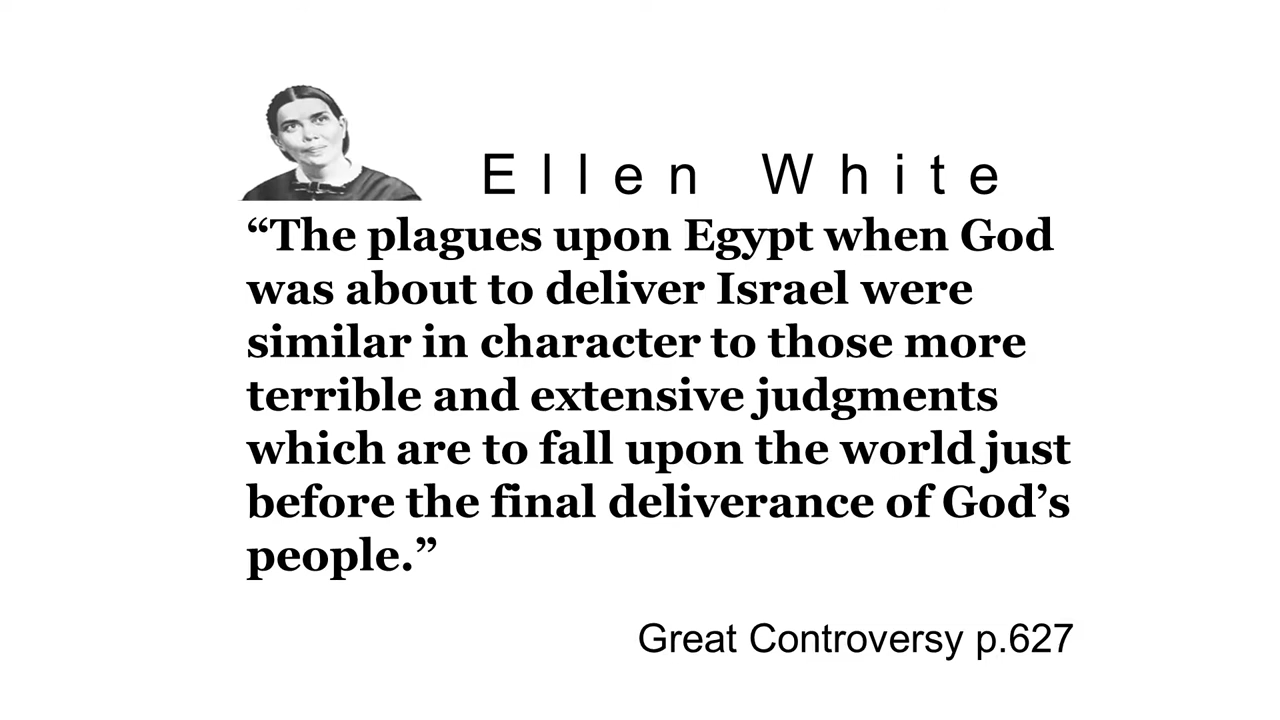 Ellen White
“The plagues upon Egypt when God
was about to deliver Israel were
similar in character to those more
terrible and extensive judgments
which are to fall upon the world just
before the final deliverance of God’s
people.”
Great Controversy p.627